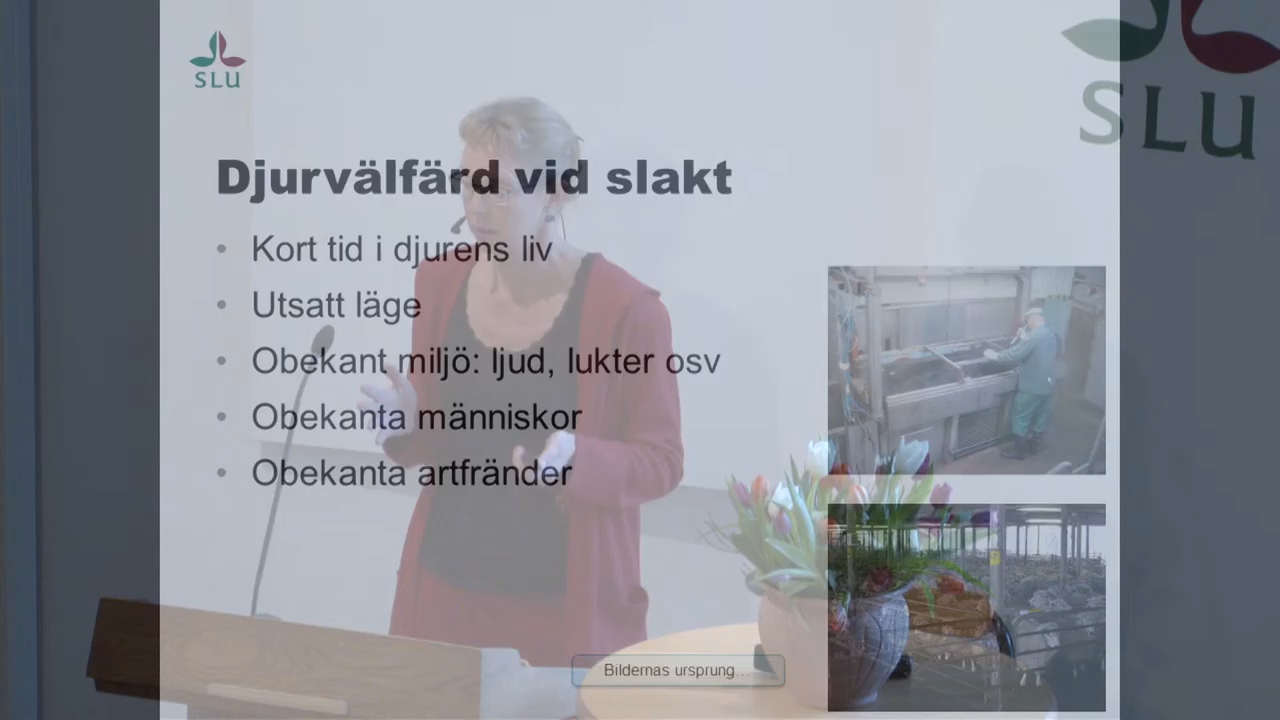 SLU
SLU
Djurvälfärd vid slakt
• Kort tid i djurens liv
• Utsatt läge
• Obekant miljö: ljud, lukter osv
• Obekanta människor
• Obekanta artfränder
Bildernas ursprung...